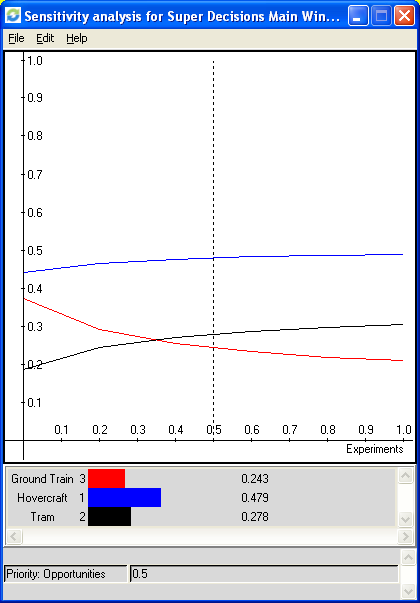 Sensitivity analysis for Super Decisions Main Win...
File Edit Help
1.0
0.9
0.8
0.7
0.6
0.5
0.4
0.3
0.2
0.1
0.1 0.2 0.3 0.4 0.5 0.6 0.7 0.8 0.9 1.0
Experiments
Ground Train 3 0.243
Hovercraft 1 0.479
Tram 2 0.278
Priority: Opportunities 0.5